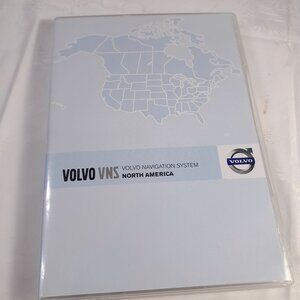 VOLVO VNS VOLVO NAVIGATION SYSTEM
NORTH AMERICA
VOLVO